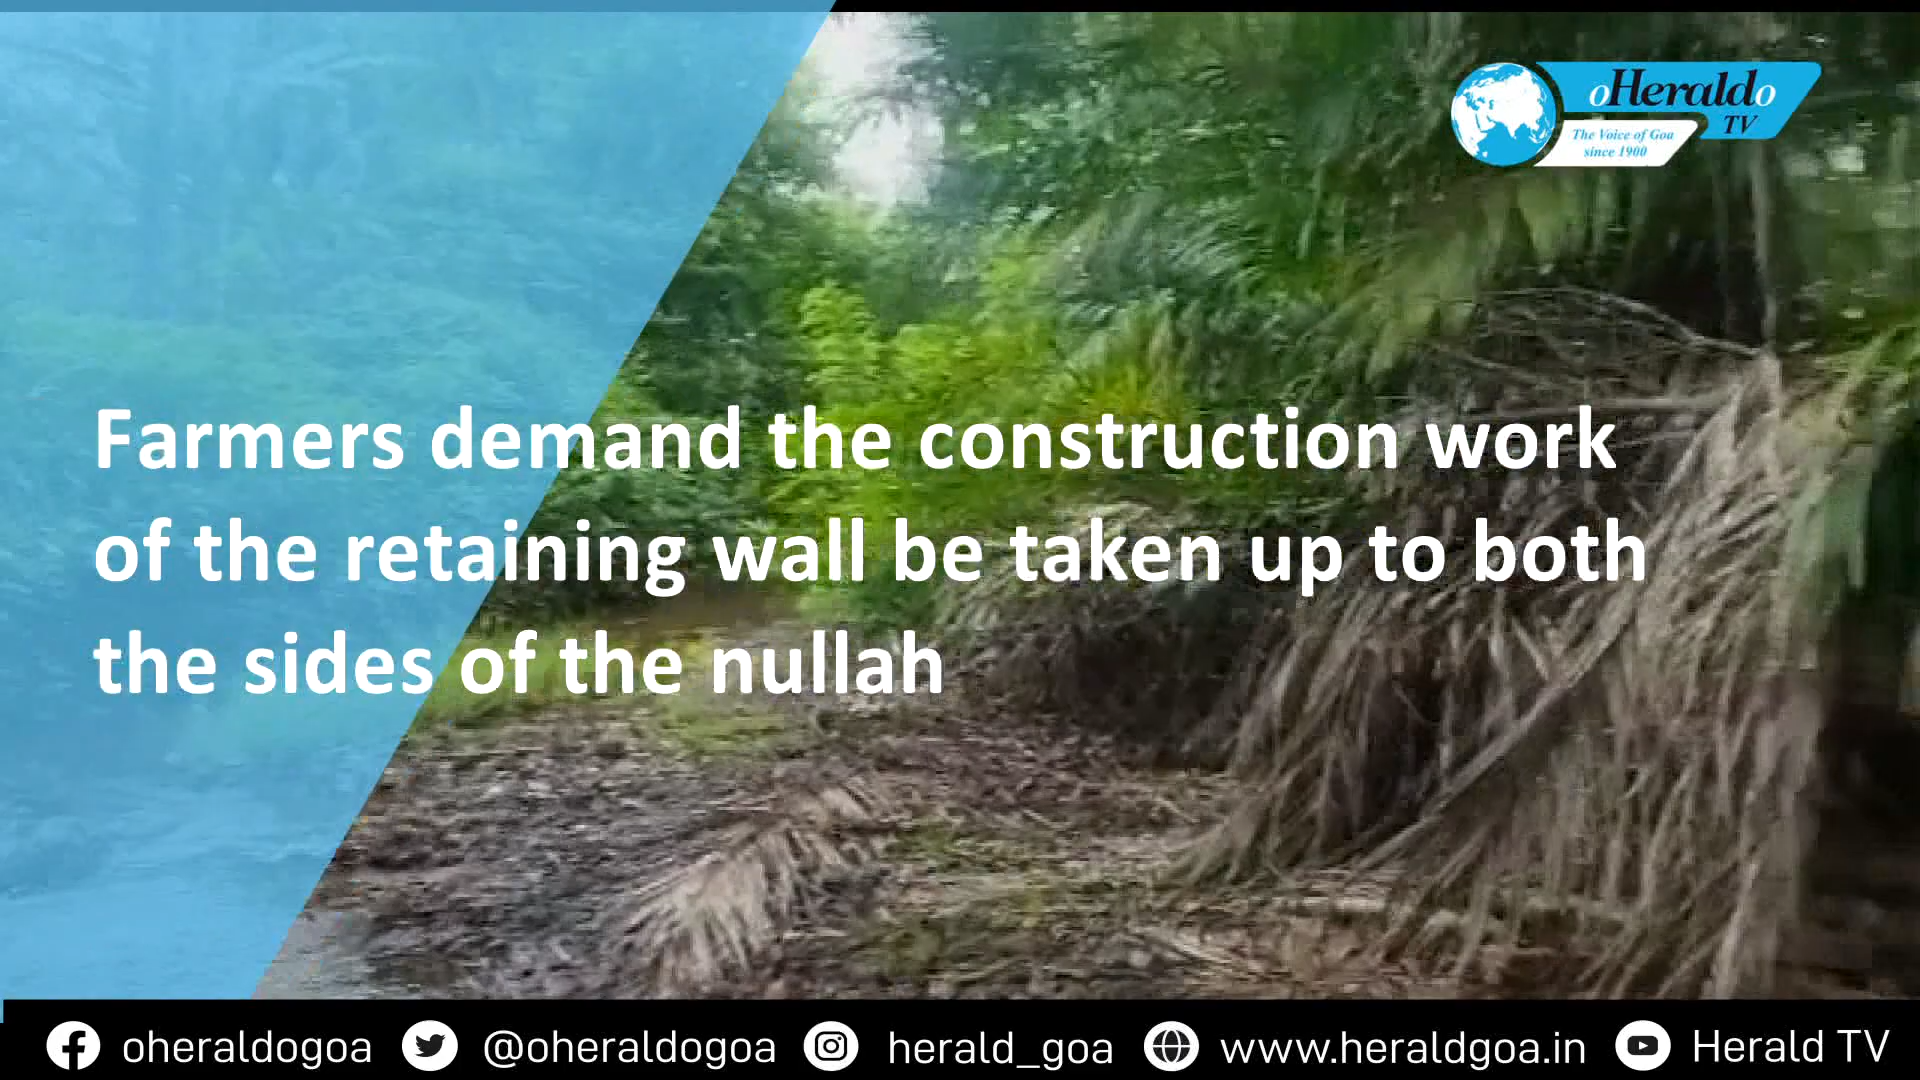 oHeraldo
TV
The Voice of Goa
since 1900
Farmers demand the construction work
of the retaining wall be taken up to both
the sides of the nullah
oheraldogoa @oheraldogoa herald_goa www.heraldgoa.in Herald TV